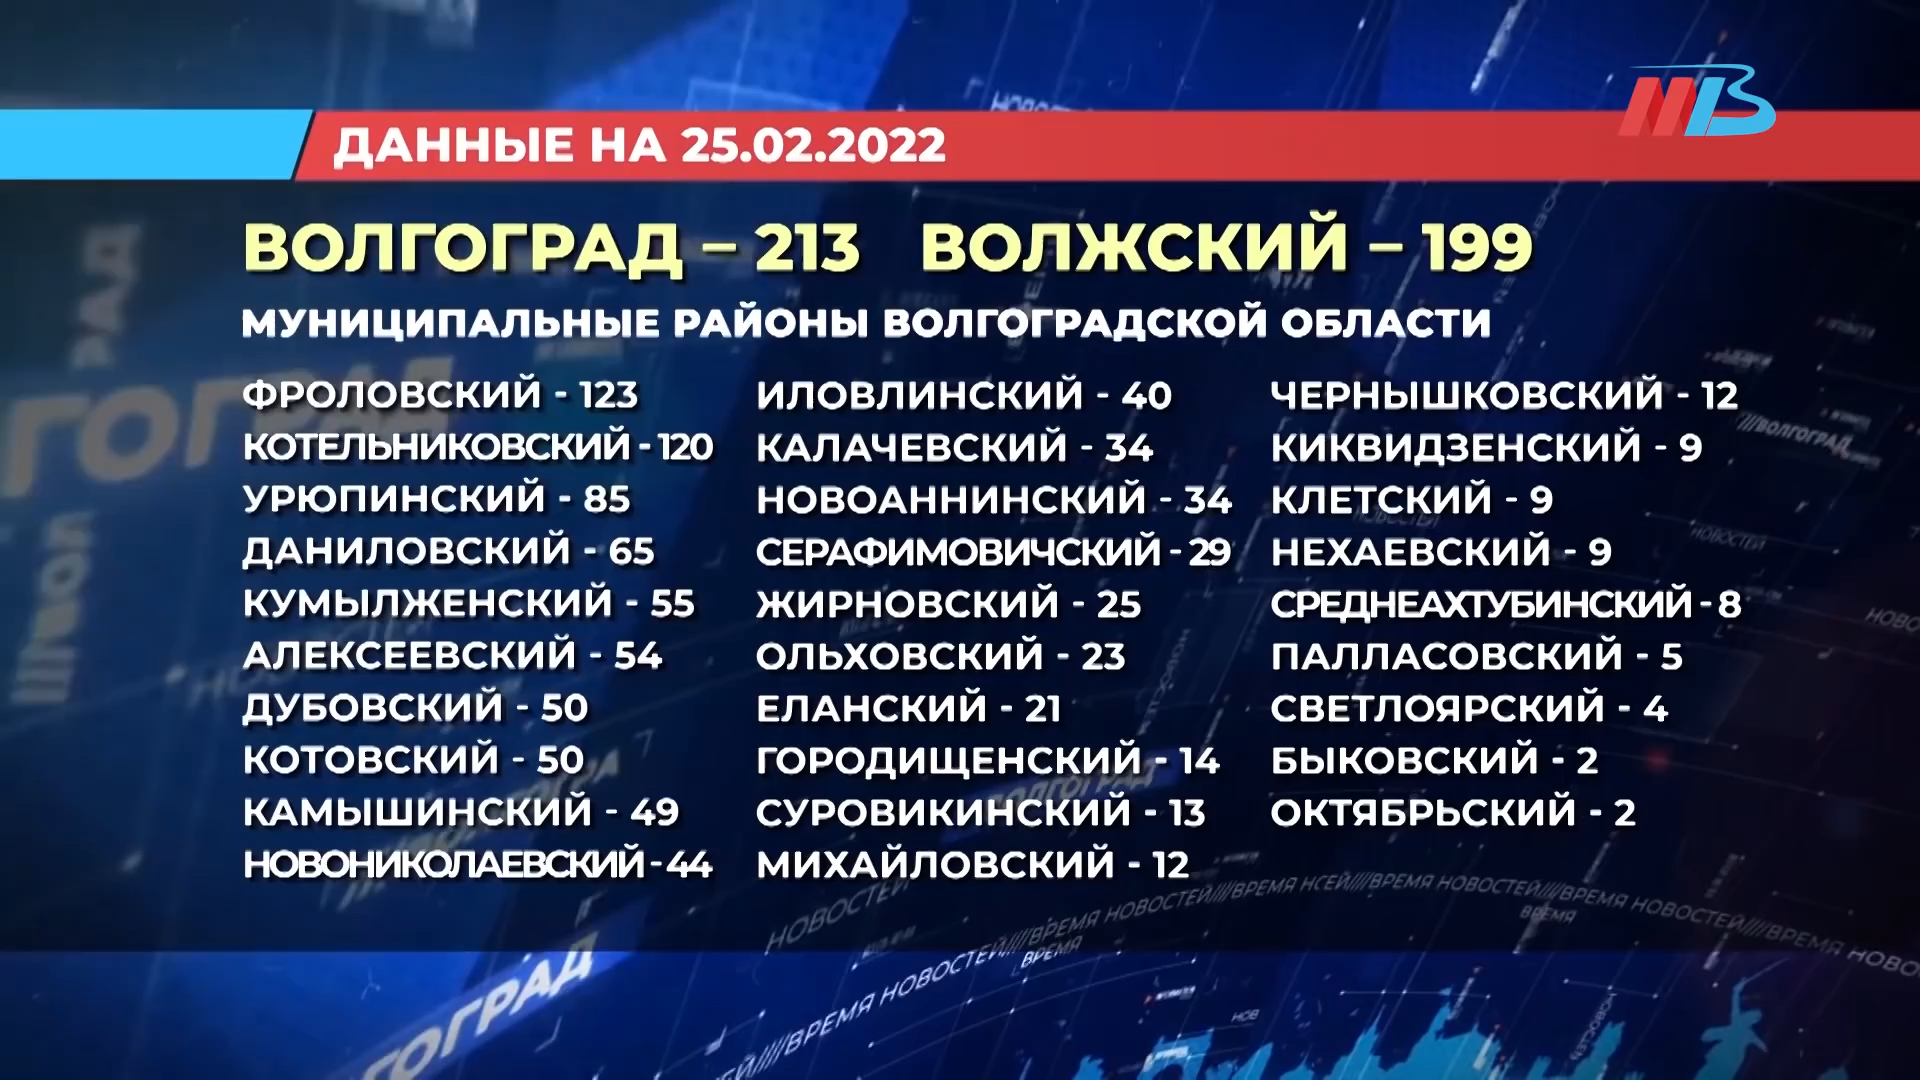 ДАННЫЕ НА 25.02.2022
ВОЛГОГРАД – 213 ВОЛЖСКИЙ – 199
МУНИЦИПАЛЬНЫЕ РАЙОНЫ ВОЛГОГРАДСКОЙ ОБЛАСТИ
ФРОЛОВСКИЙ - 123
КОТЕЛЬНИКОВСКИЙ - 120
УРЮПИНСКИЙ - 85
ДАНИЛОВСКИЙ - 65
КУМЫЛЖЕНСКИЙ - 55
АЛЕКСЕЕВСКИЙ - 54
ДУБОВСКИЙ - 50
КОТОВСКИЙ - 50
КАМЫШИНСКИЙ - 49
НОВОНИКОЛАЕВСКИЙ - 44
ИЛОВЛИНСКИЙ - 40
КАЛАЧЕВСКИЙ - 34
НОВОАННИНСКИЙ - 34
СЕРАФИМОВИЧСКИЙ - 29
ЖИРНОВСКИЙ - 25
ОЛЬХОВСКИЙ - 23
ЕЛАНСКИЙ - 21
ГОРОДИЩЕНСКИЙ - 14
СУРОВИКИНСКИЙ - 13
МИХАЙЛОВСКИЙ - 12
ЧЕРНЫШКОВСКИЙ - 12
КИКВИДЗЕНСКИЙ - 9
КЛЕТСКИЙ - 9
НЕХАЕВСКИЙ - 9
СРЕДНЕАХТУБИНСКИЙ - 8
ПАЛЛАСОВСКИЙ - 5
СВЕТЛОЯРСКИЙ - 4
БЫКОВСКИЙ - 2
ОКТЯБРЬСКИЙ - 2